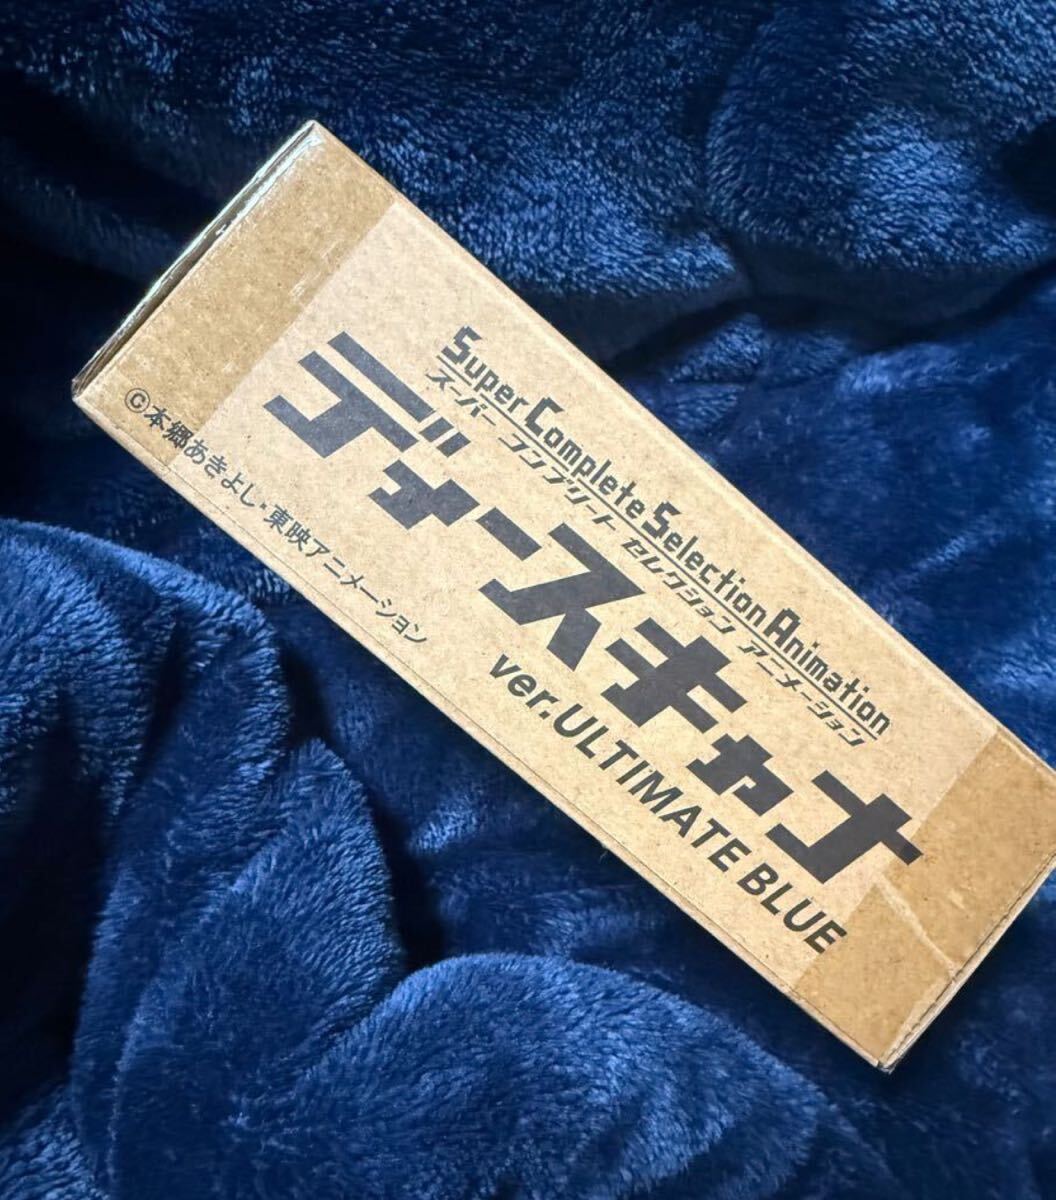 Super Complete Selection Animation
スーパー コンプリート セレクション アニメーション
ディースキャナ
ver.ULTIMATE BLUE
©本郷あきよし・東映アニメーション